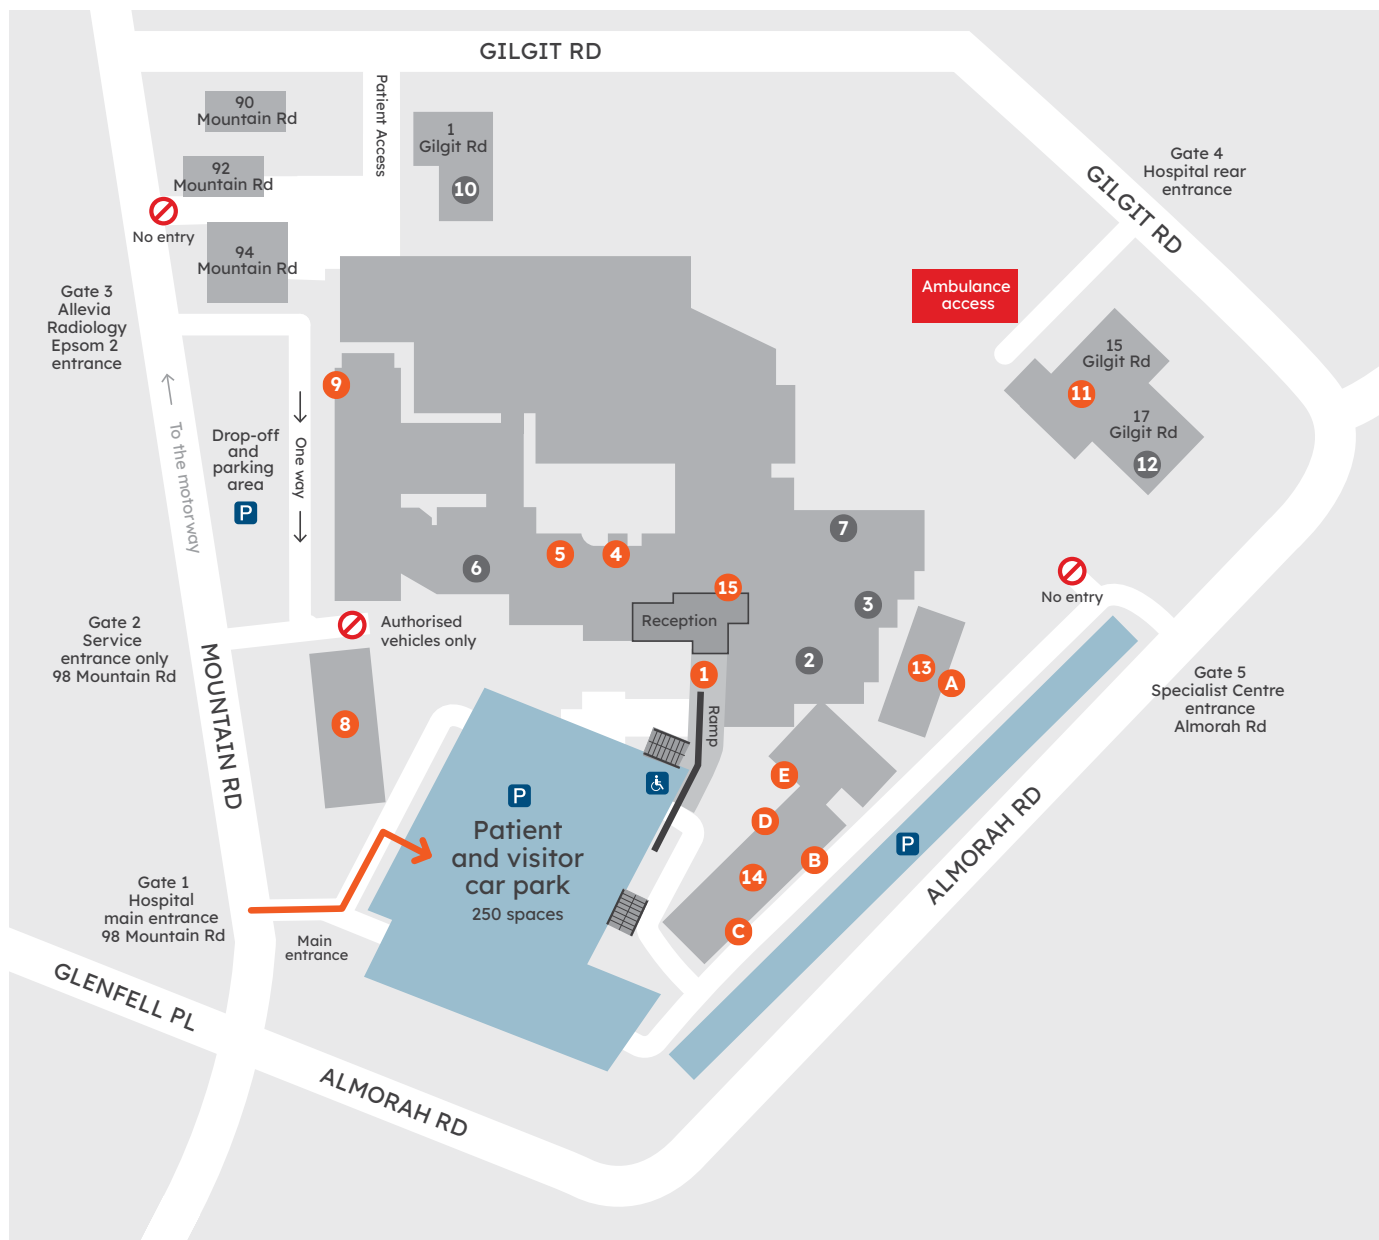 GILGIT RD
Patient Access
90
Mountain Rd
1
Gilgit Rd
10
92
Mountain Rd
No entry
94
Mountain Rd
Gate 4
Hospital rear
entrance
GILGIT RD
Ambulance
access
Gate 3
Allevia
Radiology
Epsom 2
entrance
15
Gilgit Rd
11
17
Gilgit Rd
12
9
To the motorway
Drop-off
and
parking
area
P
One way
7
6
5
4
15
3
Reception
No entry
Authorised
vehicles only
Gate 2
Service
entrance only
98 Mountain Rd
MOUNTAIN RD
2
1
Ramp
13
A
Gate 5
Specialist Centre
entrance
Almorah Rd
8
P
Patient
and visitor
car park
250 spaces
E
D
B
14
C
P
ALMORAH RD
Gate 1
Hospital
main entrance
98 Mountain Rd
Main
entrance
GLENFELL PL
ALMORAH RD